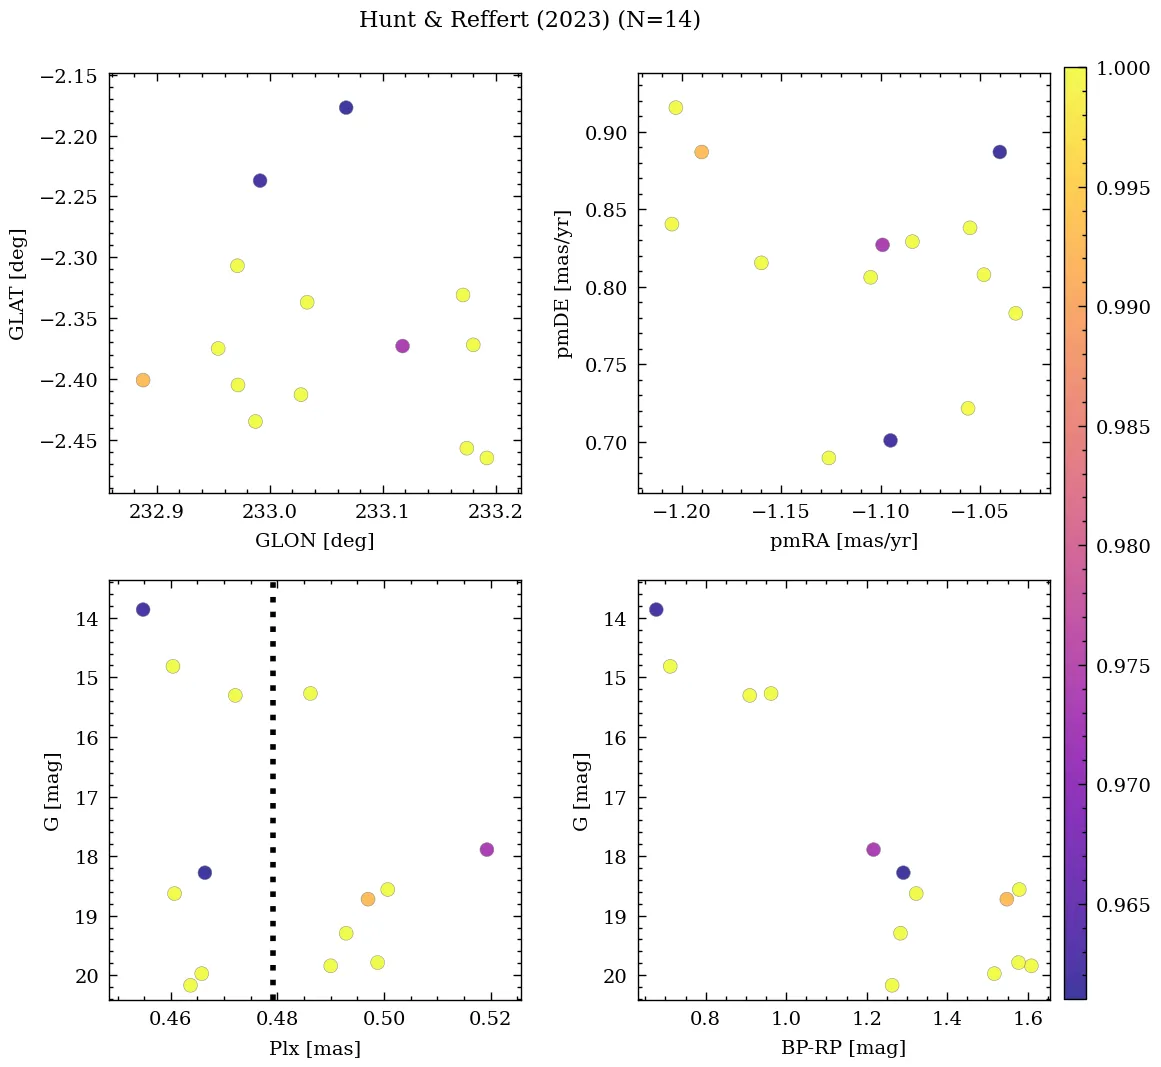 Hunt & Reffert (2023) (N=14)
−2.15
−2.20
−2.25
−2.30
−2.35
−2.40
−2.45
GLAT [deg]
232.9 233.0 233.1 233.2
GLON [deg]
0.90
0.85
0.80
0.75
0.70
pmDE [mas/yr]
−1.20 −1.15 −1.10 −1.05
pmRA [mas/yr]
14
15
16
17
18
19
20
G [mag]
0.46 0.48 0.50 0.52
Plx [mas]
14
15
16
17
18
19
20
G [mag]
0.8 1.0 1.2 1.4 1.6
BP-RP [mag]
1.000
0.995
0.990
0.985
0.980
0.975
0.970
0.965